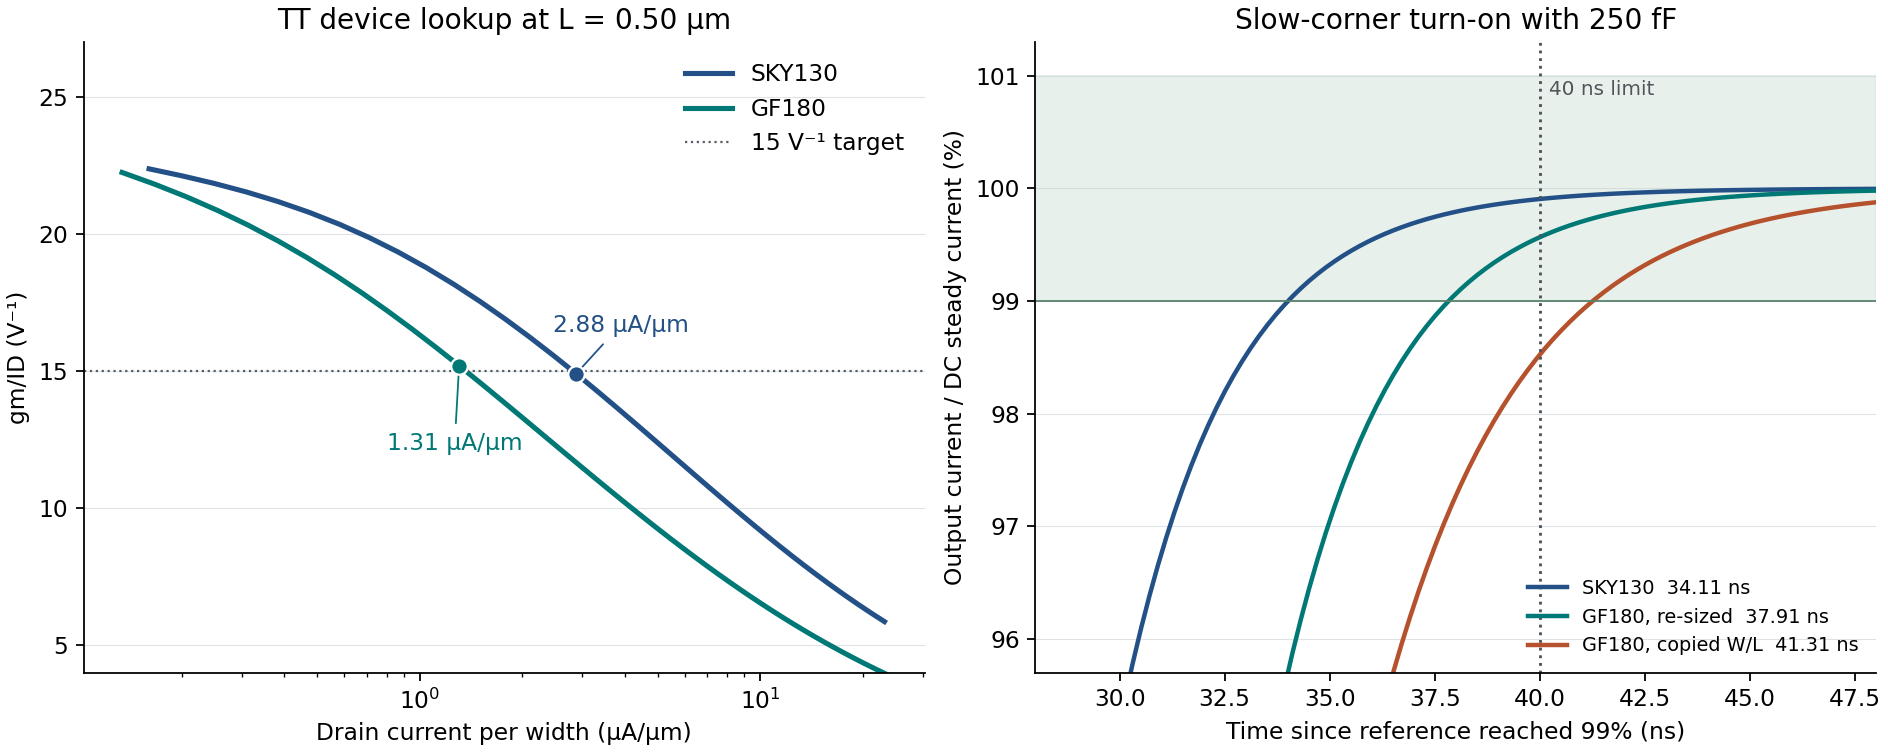 TT device lookup at L = 0.50 µm
SKY130
GF180
15 V⁻¹ target
2.88 µA/µm
1.31 µA/µm
gm/ID (V⁻¹)
25
20
15
10
5
10⁰
10¹
Drain current per width (µA/µm)
Slow-corner turn-on with 250 fF
40 ns limit
Output current / DC steady current (%)
101
100
99
98
97
96
SKY130 34.11 ns
GF180, re-sized 37.91 ns
GF180, copied W/L 41.31 ns
30.0
32.5
35.0
37.5
40.0
42.5
45.0
47.5
Time since reference reached 99% (ns)